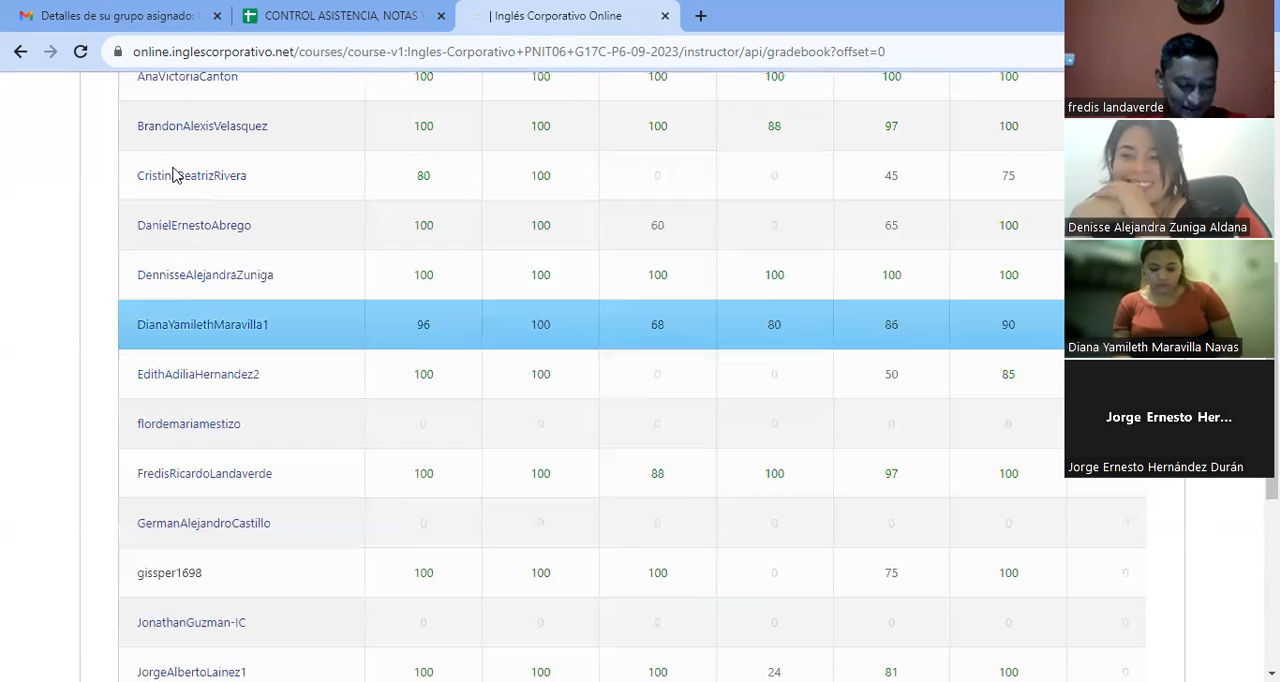 Detalles de su grupo asignado:
CONTROL ASISTENCIA, NOTAS Y
| Inglés Corporativo Online
online.inglescorporativo.net/courses/course-v1:Ingles-Corporativo+PNIT06+G17C-P6-09-2023/instructor/api/gradebook?offset=0
AnaVictoriaCanton 100 100 100 100 100 100
BrandonAlexisVelasquez 100 100 100 88 97 100
CristinaBeatrizRivera 80 100 0 0 45 75
DanielErnestoAbrego 100 100 60 0 65 100
DennisseAlejandraZuniga 100 100 100 100 100 100
DianaYamilethMaravilla1 96 100 68 80 86 90
EdithAdiliaHernandez2 100 100 0 0 50 85
flordemariamestizo 0 0 0 0 0 0
FredisRicardoLandaverde 100 100 88 100 97 100
GermanAlejandroCastillo 0 0 0 0 0 0 0
gissper1698 100 100 100 0 75 100 0
JonathanGuzman-IC 0 0 0 0 0 0 0
JorgeAlbertoLainez1 100 100 100 24 81 100 0
fredis landaverde
Denisse Alejandra Zuniga Aldana
Diana Yamileth Maravilla Navas
Jorge Ernesto Her...
Jorge Ernesto Hernández Durán